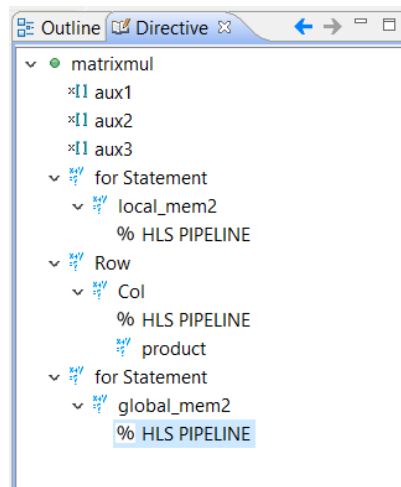 Outline Directive
matrixmul
aux1
aux2
aux3
for Statement
local_mem2
% HLS PIPELINE
Row
Col
% HLS PIPELINE
product
for Statement
global_mem2
% HLS PIPELINE